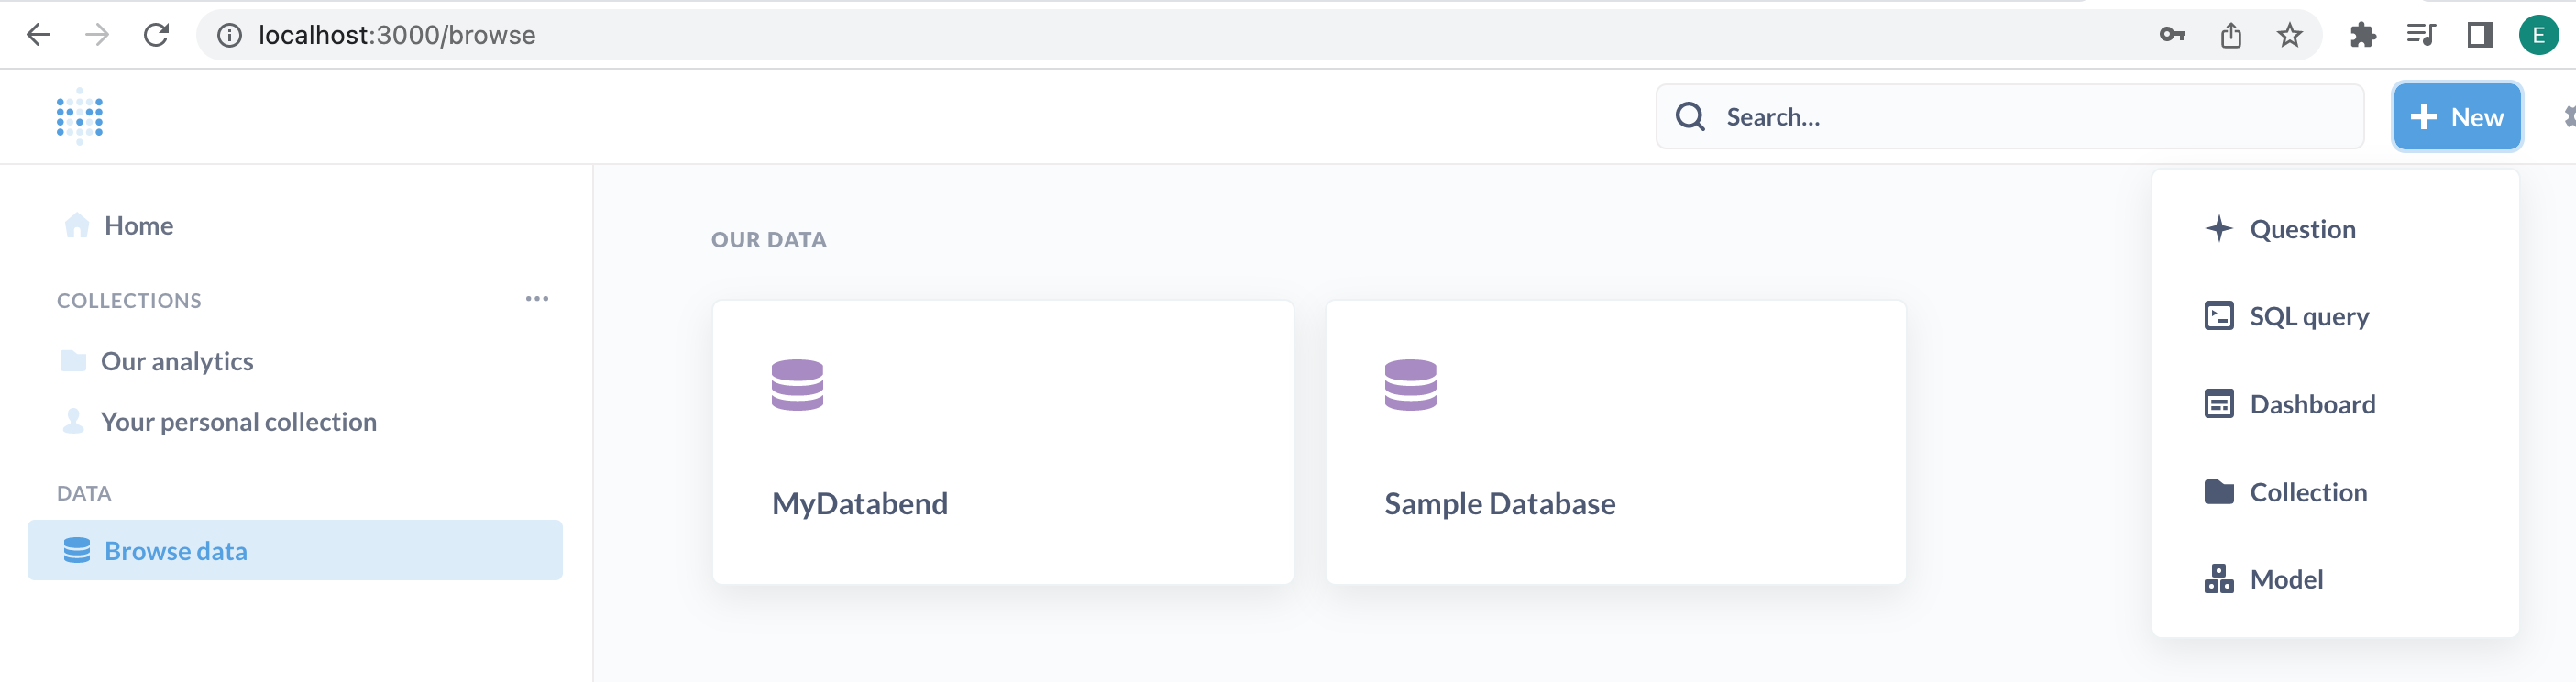 localhost:3000/browse
E
Search...
New
Home
COLLECTIONS
Our analytics
Your personal collection
DATA
Browse data
OUR DATA
MyDatabend
Sample Database
Question
SQL query
Dashboard
Collection
Model